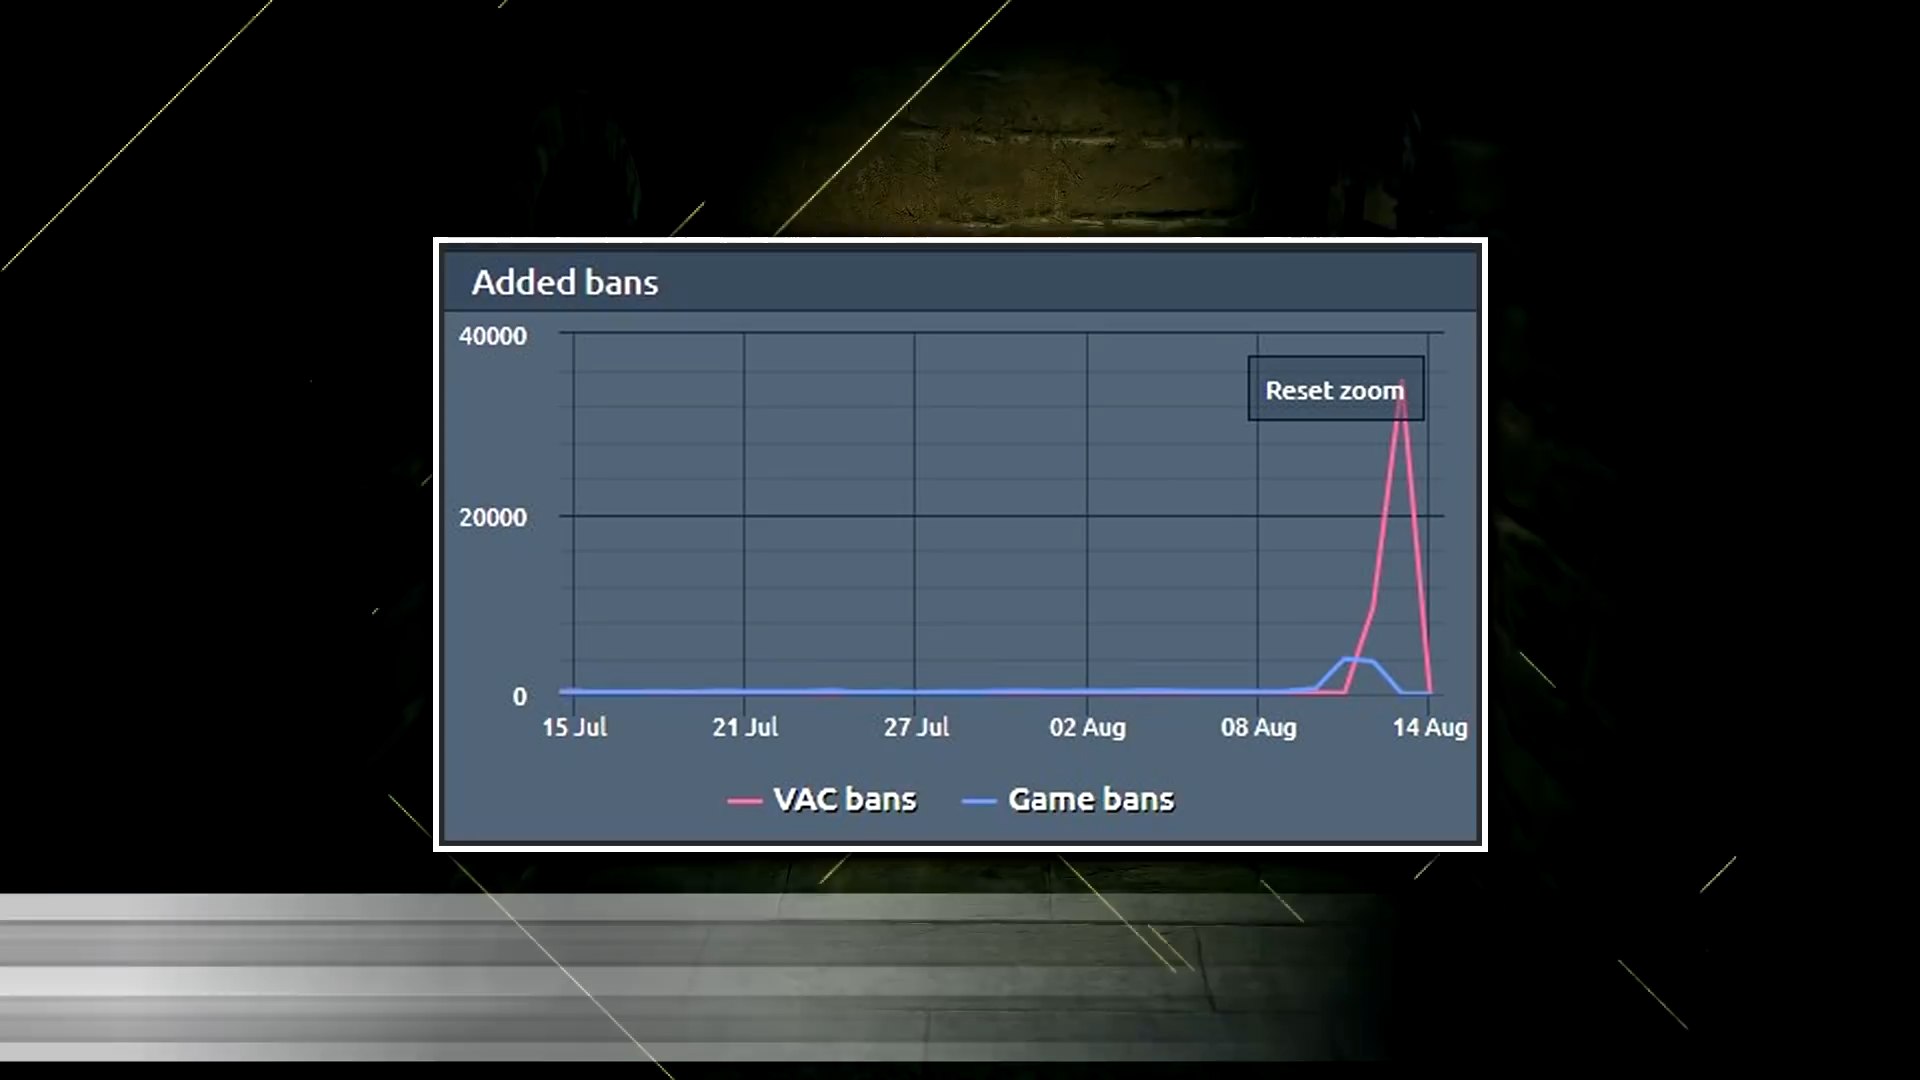 Added bans
40000
Reset zoom
20000
0
15 Jul 21 Jul 27 Jul 02 Aug 08 Aug 14 Aug
VAC bans Game bans